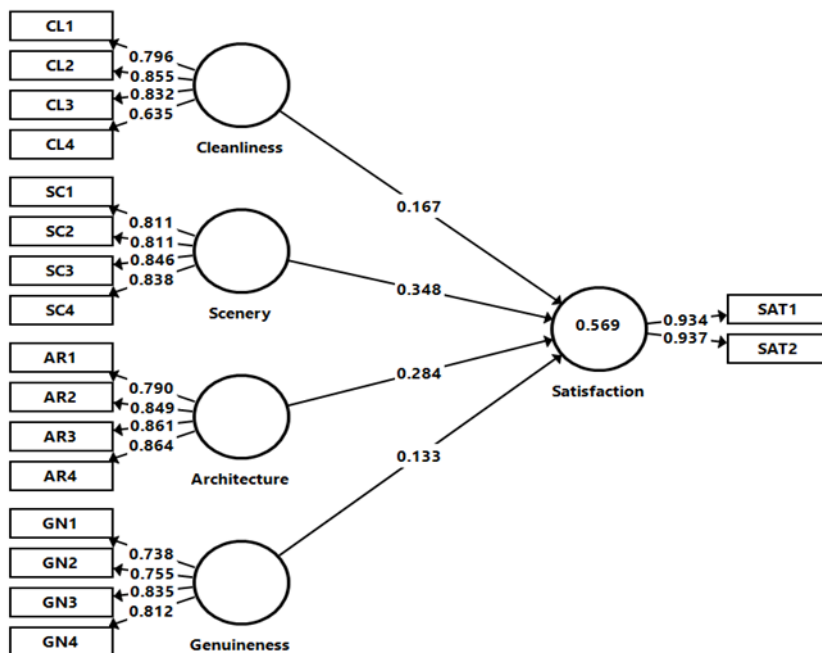 CL1
0.796
CL2
0.855
CL3
0.832
CL4
0.635
Cleanliness
0.167
SC1
0.811
SC2
0.811
SC3
0.846
SC4
0.838
Scenery
0.348
AR1
0.790
AR2
0.849
AR3
0.861
AR4
0.864
Architecture
0.284
GN1
0.738
GN2
0.755
GN3
0.835
GN4
0.812
Genuineness
0.133
0.569
Satisfaction
0.934
SAT1
0.937
SAT2